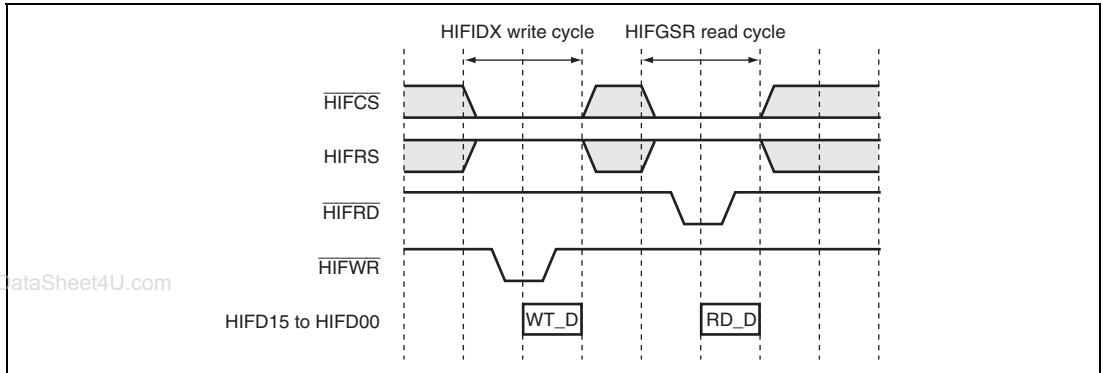 HIFIDX write cycle HIFGSR read cycle
HIFCS
HIFRS
HIFRD
HIFWR
DataSheet4U.com
HIFD15 to HIFD00 WT_D RD_D